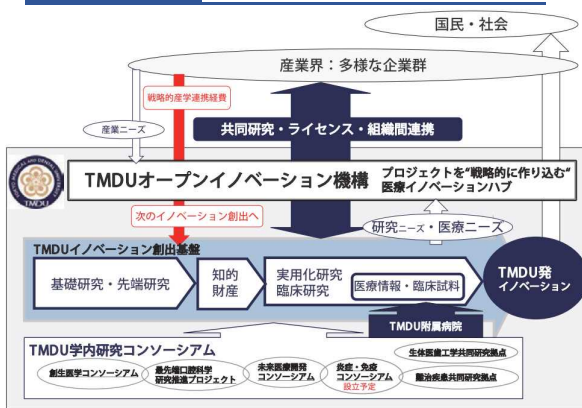 国民・社会
産業界：多様な企業群
戦略的産学連携経費
産業ニーズ
共同研究・ライセンス・組織間連携
TMDU
TMDUオープンイノベーション機構
プロジェクトを“戦略的に作り込む”
医療イノベーションハブ
次のイノベーション創出へ
研究ニーズ・医療ニーズ
TMDUイノベーション創出基盤
基礎研究・先端研究
知的
財産
実用化研究
臨床研究
医療情報・臨床試料
TMDU発
イノベーション
TMDU附属病院
TMDU学内研究コンソーシアム
創生医学コンソーシアム
最先端口腔科学
研究推進プロジェクト
未来医療開発
コンソーシアム
炎症・免疫
コンソーシアム
設立予定
生体医歯工学共同研究拠点
難治疾患共同研究拠点